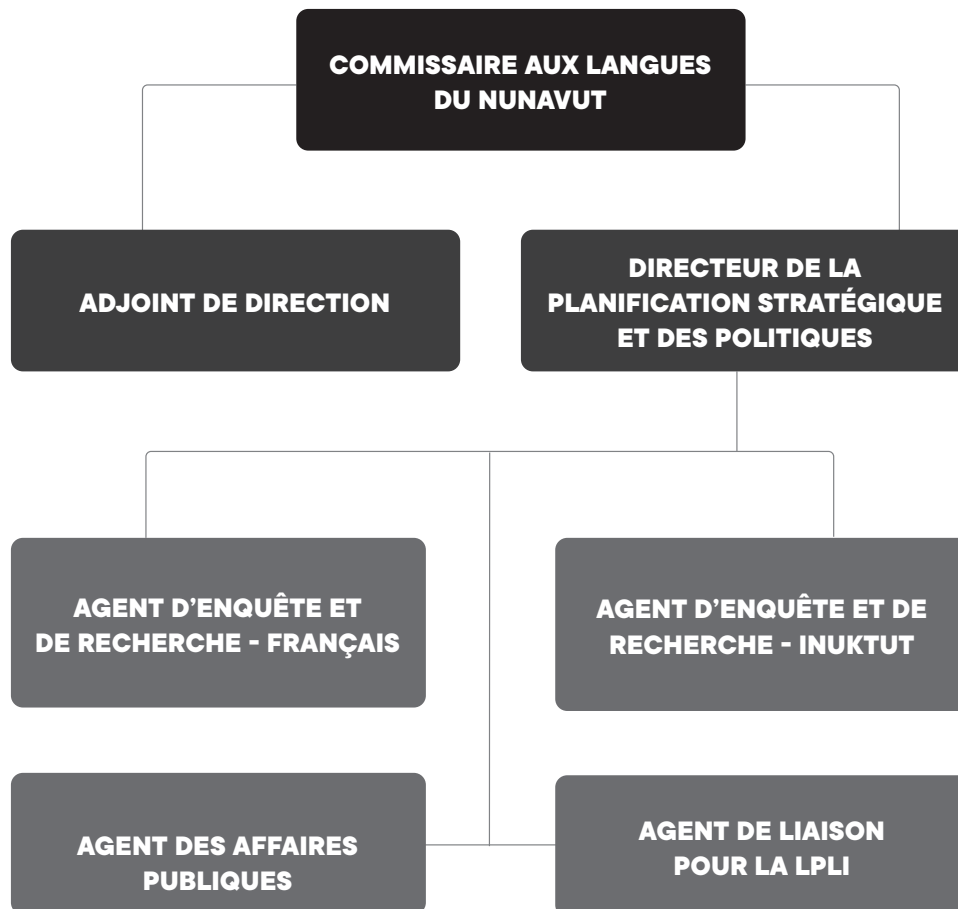 COMMISSAIRE AUX LANGUES
DU NUNAVUT
ADJOINT DE DIRECTION
DIRECTEUR DE LA
PLANIFICATION STRATÉGIQUE
ET DES POLITIQUES
AGENT D'ENQUÊTE ET
DE RECHERCHE - FRANÇAIS
AGENT D'ENQUÊTE ET DE
RECHERCHE - INUKTUT
AGENT DES AFFAIRES
PUBLIQUES
AGENT DE LIAISON
POUR LA LPLI